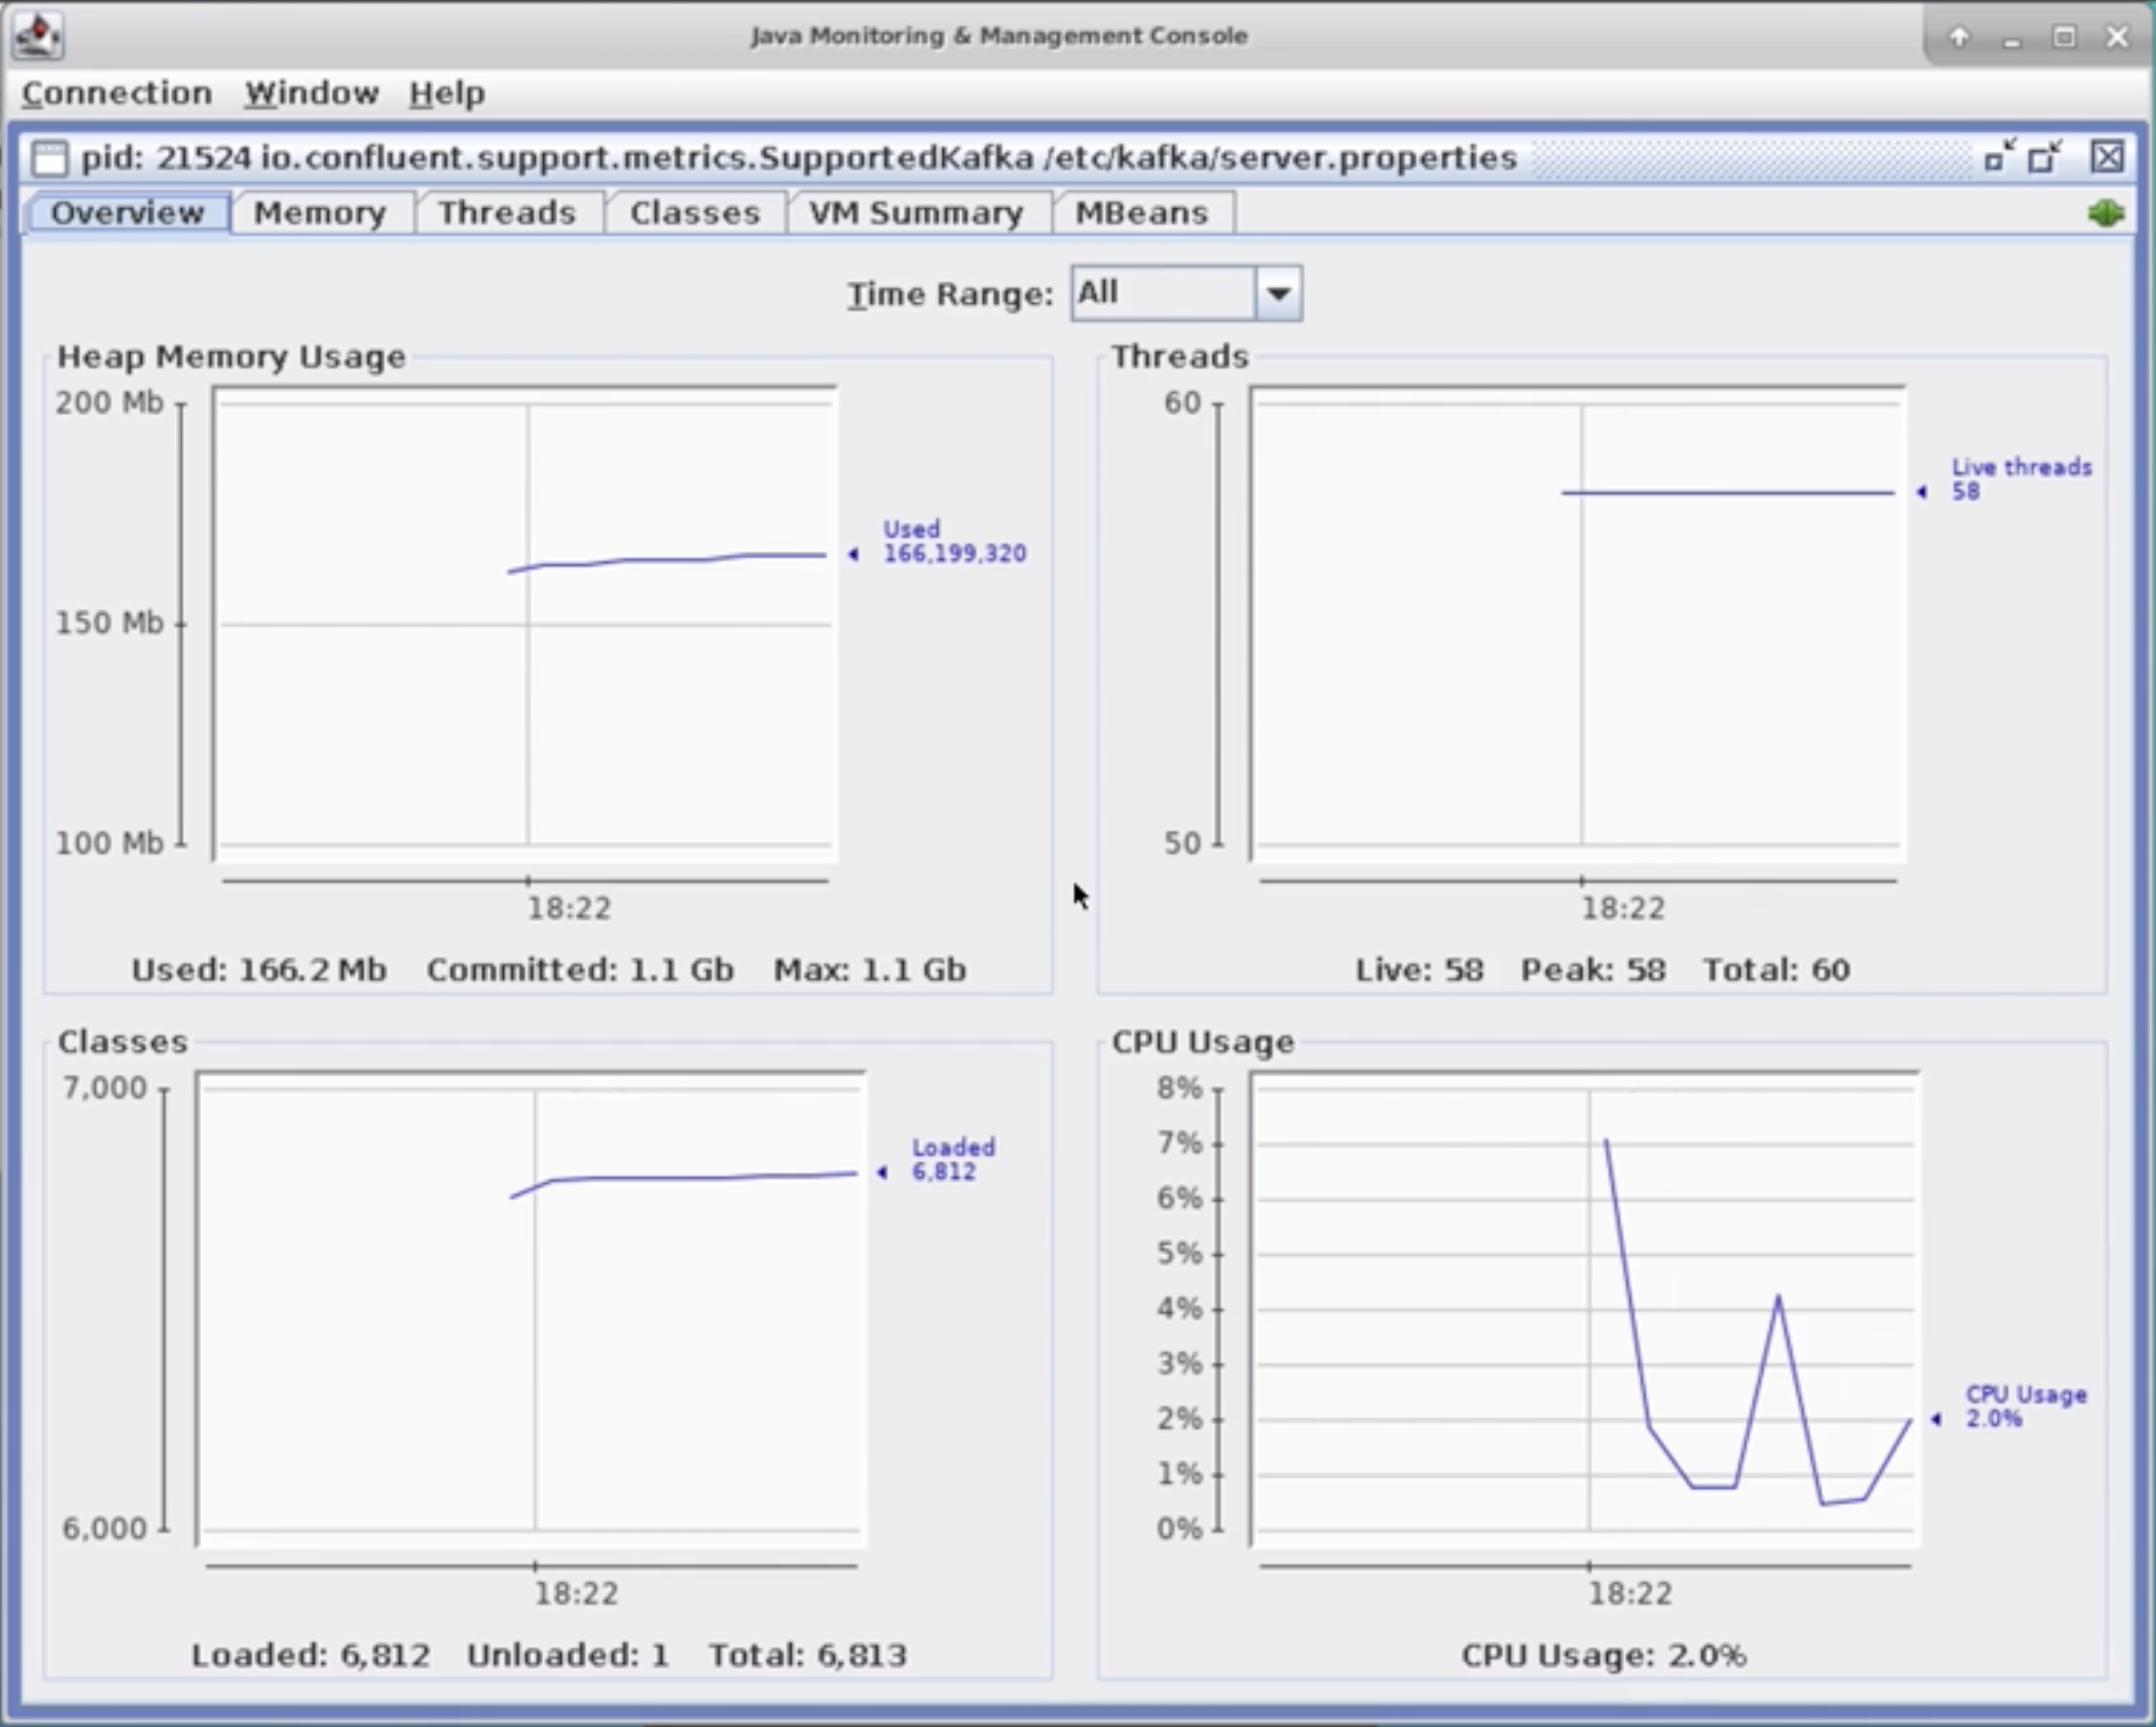 Java Monitoring & Management Console
Connection Window Help
pid: 21524 io.confluent.support.metrics.SupportedKafka /etc/kafka/server.properties
Overview Memory Threads Classes VM Summary MBeans
Time Range: All
Heap Memory Usage
200 Mb
150 Mb
100 Mb
Used
166,199,320
18:22
Used: 166.2 Mb Committed: 1.1 Gb Max: 1.1 Gb
Threads
60
50
Live threads
58
18:22
Live: 58 Peak: 58 Total: 60
Classes
7,000
6,000
Loaded
6,812
18:22
Loaded: 6,812 Unloaded: 1 Total: 6,813
CPU Usage
8%
7%
6%
5%
4%
3%
2%
1%
0%
CPU Usage
2.0%
18:22
CPU Usage: 2.0%